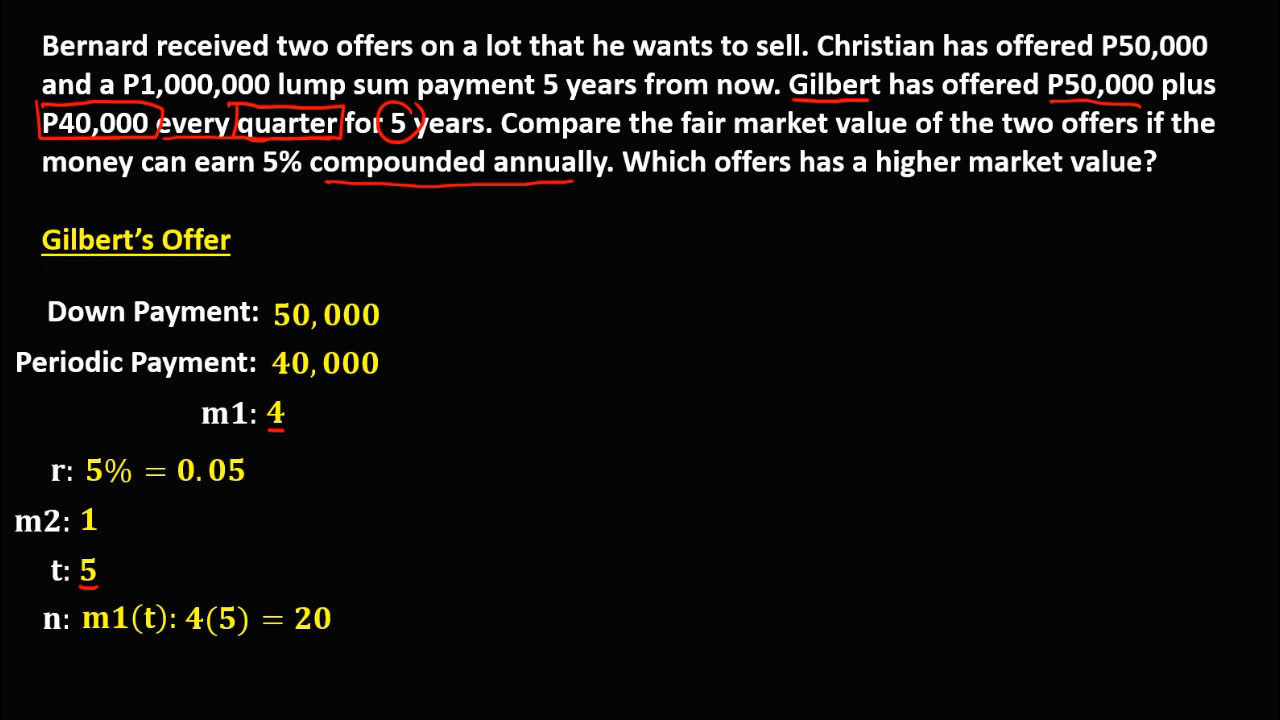 Bernard received two offers on a lot that he wants to sell. Christian has offered P50,000
and a P1,000,000 lump sum payment 5 years from now. Gilbert has offered P50,000 plus
P40,000 every quarter for 5 years. Compare the fair market value of the two offers if the
money can earn 5% compounded annually. Which offers has a higher market value?
Gilbert’s Offer
Down Payment: 50,000
Periodic Payment: 40,000
m1: 4
r: 5% = 0.05
m2: 1
t: 5
n: m1(t): 4(5) = 20